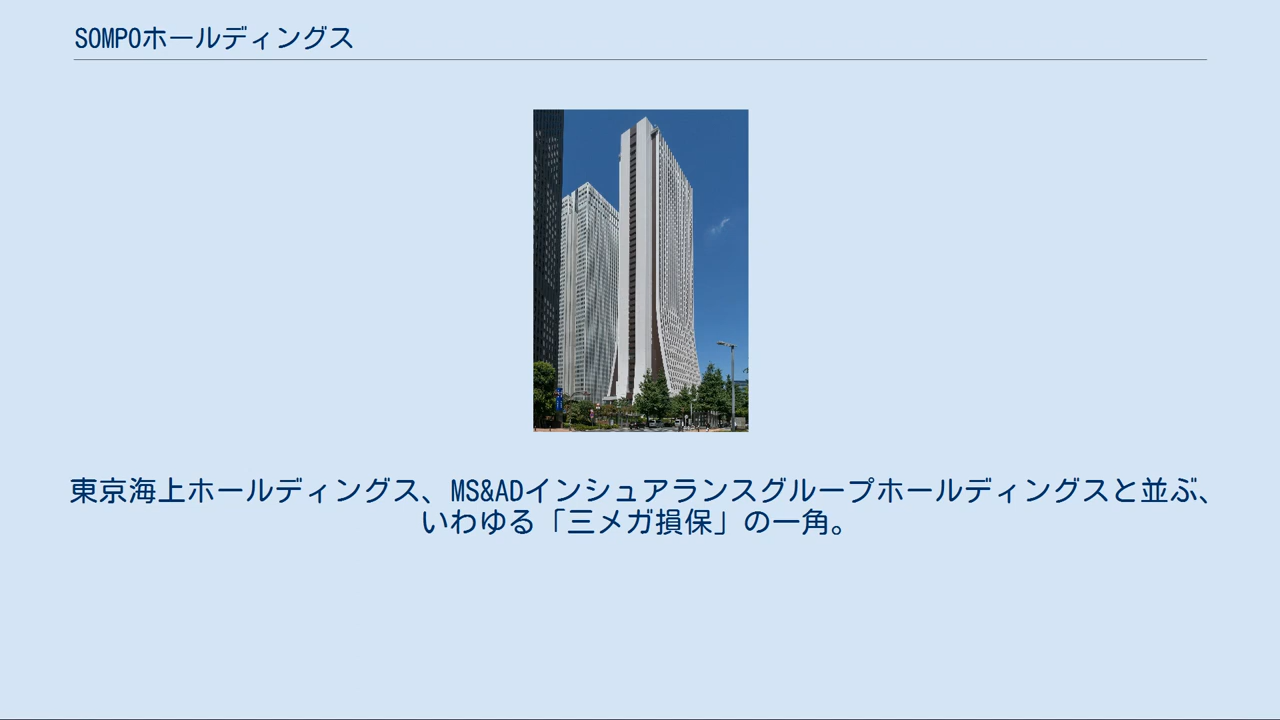 SOMPOホールディングス
東京海上ホールディングス、MS&ADインシュアランスグループホールディングスと並ぶ、
いわゆる「三メガ損保」の一角。